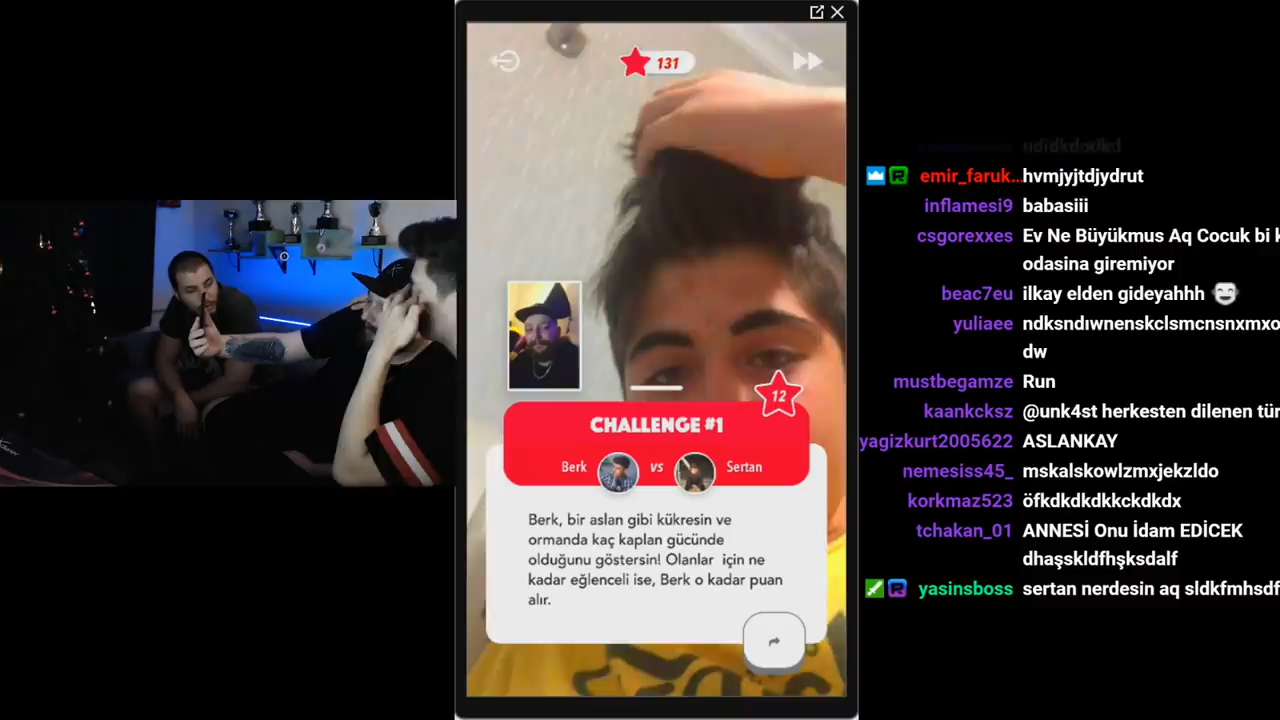 131
12
CHALLENGE #1
Berk vs Sertan
Berk, bir aslan gibi kükresin ve
ormanda kaç kaplan gücünde
olduğunu göstersin! Olanlar için ne
kadar eğlenceli ise, Berk o kadar puan
alır.
emir_faruk... hvmjyjtdjydrut
inflamesi9 babasiii
csgorexxes Ev Ne Büyükmus Aq Cocuk bi k
odasina giremiyor
beac7eu ilkay elden gideyahhh
yuliaee ndksndıwnenskclsmcnsnxmxo
dw
mustbegamze Run
kaankcksz @unk4st herkesten dilenen tür
yagizkurt2005622 ASLANKAY
nemesiss45_ mskalskowlzmxjekzldo
korkmaz523 öfkdkdkdkkckdkdx
tchakan_01 ANNESİ Onu İdam EDİCEK
dhaşskldfhşksdalf
yasinsboss sertan nerdesin aq sldkfmhsdf